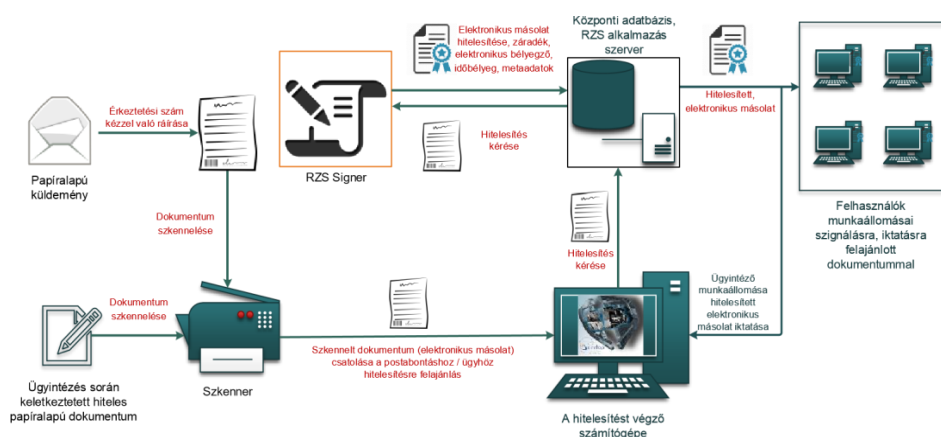 Elektronikus másolat
hitelesítése, záradék,
elektronikus bélyegző,
időbélyeg, metaadatok
Központi adatbázis,
RZS alkalmazás
szerver
Érkeztetési szám
kézzel való ráírása
Hitelesített,
elektronikus másolat
Hitelesítés
kérése
RZS Signer
Papíralapú
küldemény
Felhasználók
munkaállomásai
szignálásra, iktatásra
felajánlott
dokumentummal
Dokumentum
szkennelése
Hitelesítés
kérése
Ügyintéző
munkaállomása
hitelesített
elektronikus
másolat iktatása
Dokumentum
szkennelése
Szkennelt dokumentum (elektronikus másolat)
csatolása a postabontáshoz / ügyhöz
hitelesítésre felajánlás
Szkenner
Ügyintézés során
keletkeztetett hiteles
papíralapú dokumentum
A hitelesítést végző
számítógépe